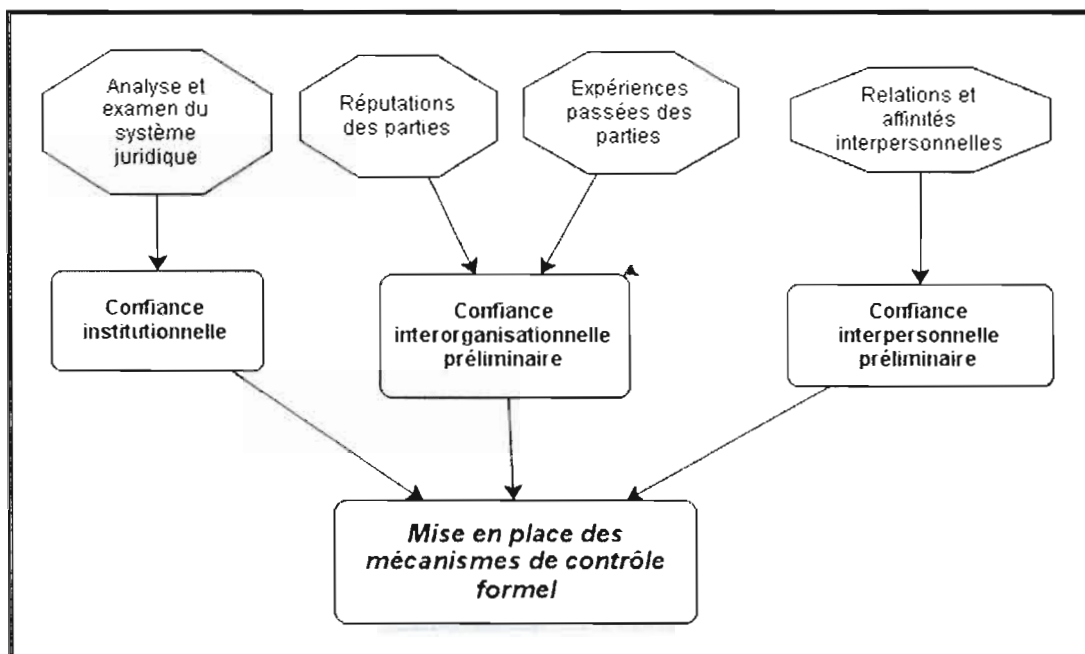 Analyse et
examen du
système
juridique
Réputations
des parties
Expériences
passées des
parties
Relations et
affinités
interpersonnelles
Confiance
institutionnelle
Confiance
interorganisationnelle
préliminaire
Confiance
interpersonnelle
préliminaire
Mise en place des
mécanismes de contrôle
formel